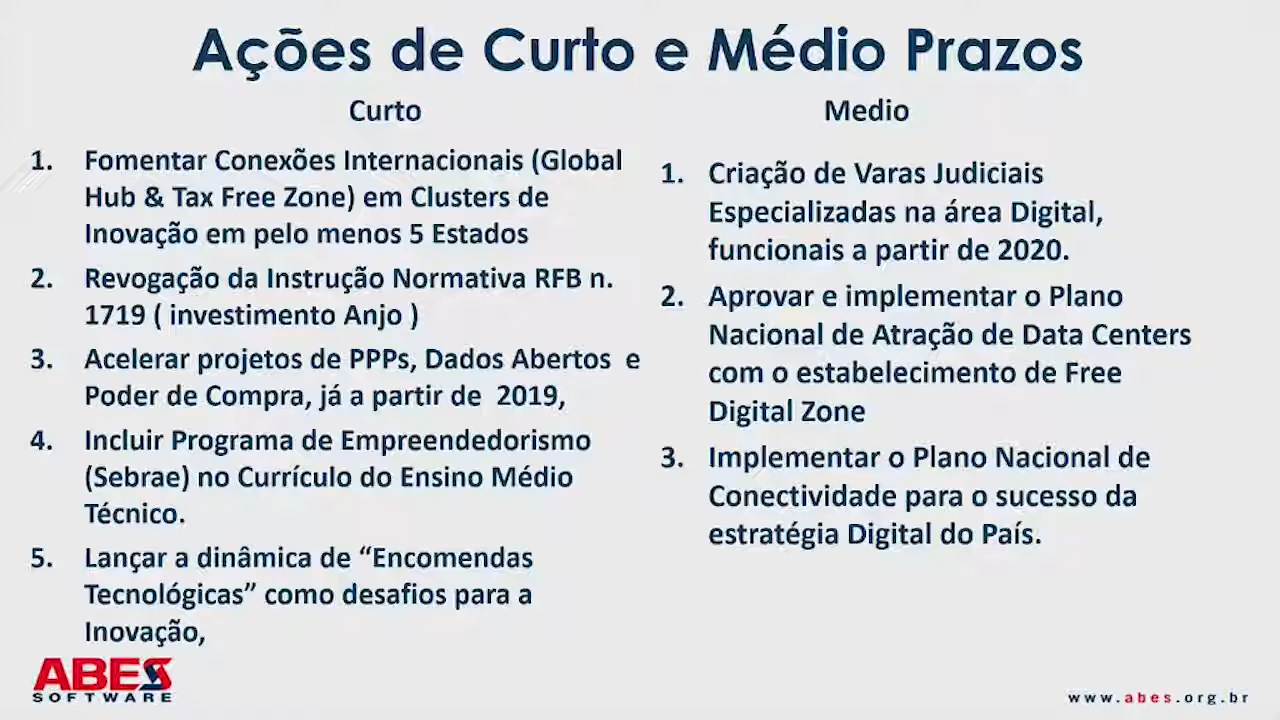 Ações de Curto e Médio Prazos
Curto
1. Fomentar Conexões Internacionais (Global
Hub & Tax Free Zone) em Clusters de
Inovação em pelo menos 5 Estados
2. Revogação da Instrução Normativa RFB n.
1719 ( investimento Anjo )
3. Acelerar projetos de PPPs, Dados Abertos e
Poder de Compra, já a partir de 2019,
4. Incluir Programa de Empreendedorismo
(Sebrae) no Currículo do Ensino Médio
Técnico.
5. Lançar a dinâmica de “Encomendas
Tecnológicas” como desafios para a
Inovação,
Medio
1. Criação de Varas Judiciais
Especializadas na área Digital,
funcionais a partir de 2020.
2. Aprovar e implementar o Plano
Nacional de Atração de Data Centers
com o estabelecimento de Free
Digital Zone
3. Implementar o Plano Nacional de
Conectividade para o sucesso da
estratégia Digital do País.
ABES
SOFTWARE
www.abes.org.br